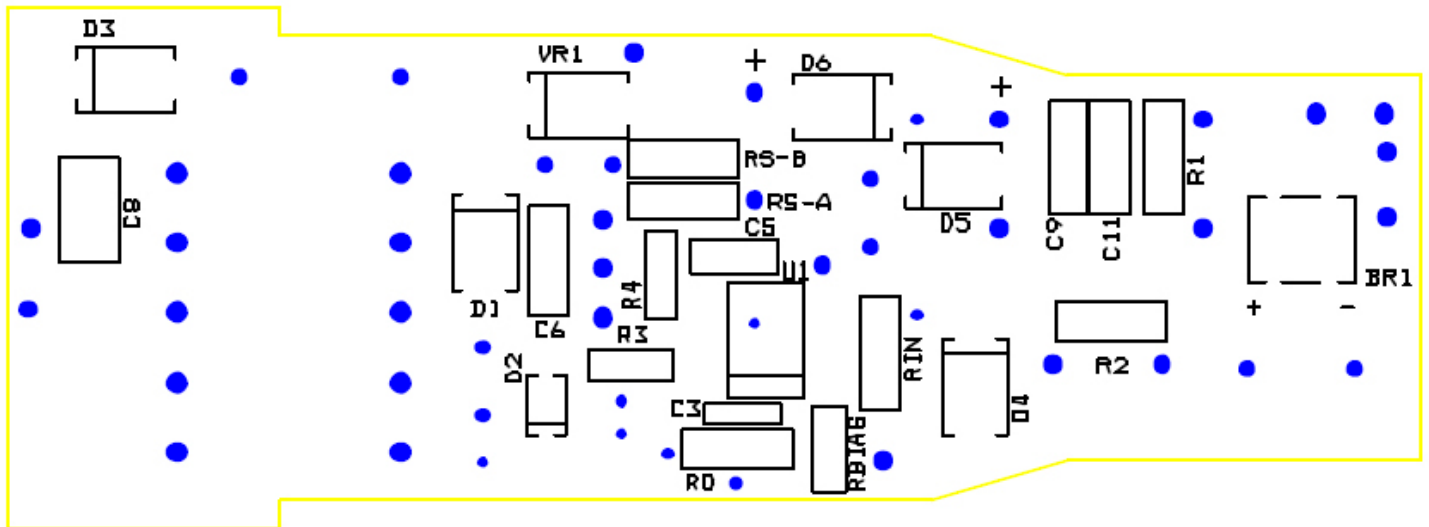 D3
VR1
+
D6
+
RS-B
R1
RS-A
C8
C5
D5
C9
C11
U1
BR1
R4
D1
+
-
C6
R3
D2
RIN
R2
C3
D4
RBIAS
RD